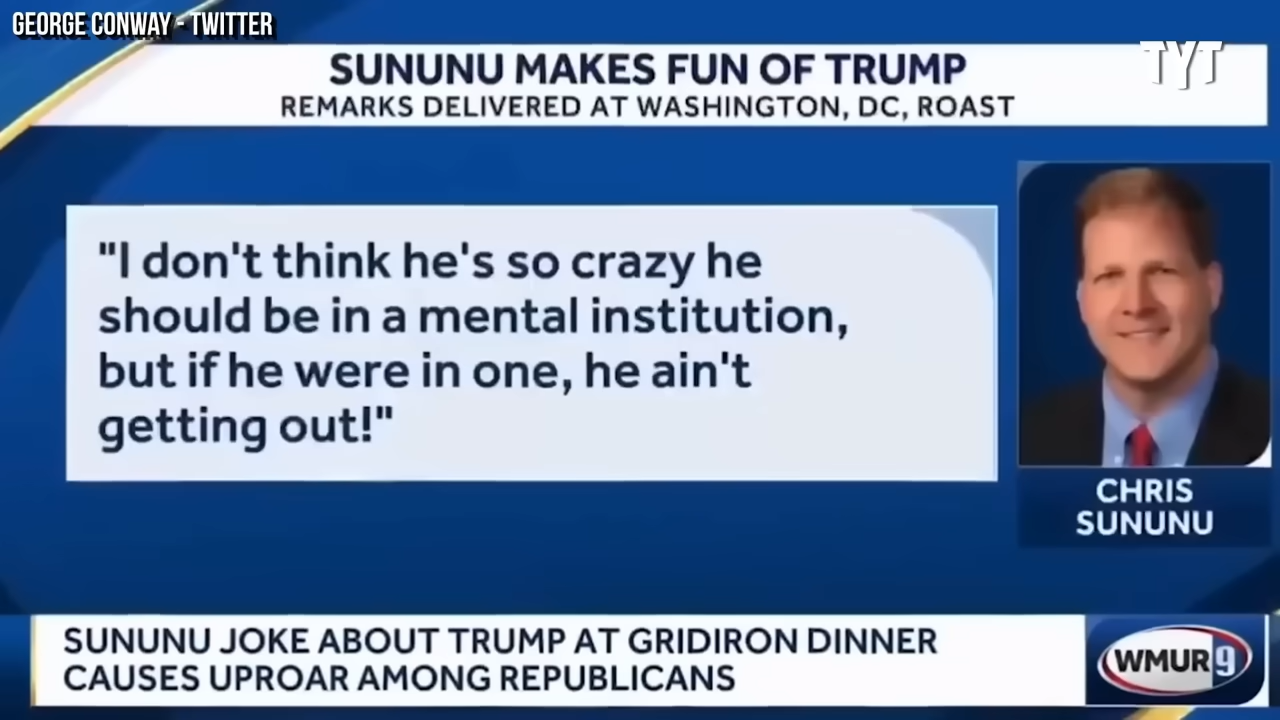 GEORGE CONWAY - TWITTER
TYT
SUNUNU MAKES FUN OF TRUMP
REMARKS DELIVERED AT WASHINGTON, DC, ROAST
"I don't think he's so crazy he
should be in a mental institution,
but if he were in one, he ain't
getting out!"
CHRIS
SUNUNU
SUNUNU JOKE ABOUT TRUMP AT GRIDIRON DINNER
CAUSES UPROAR AMONG REPUBLICANS
WMUR 9